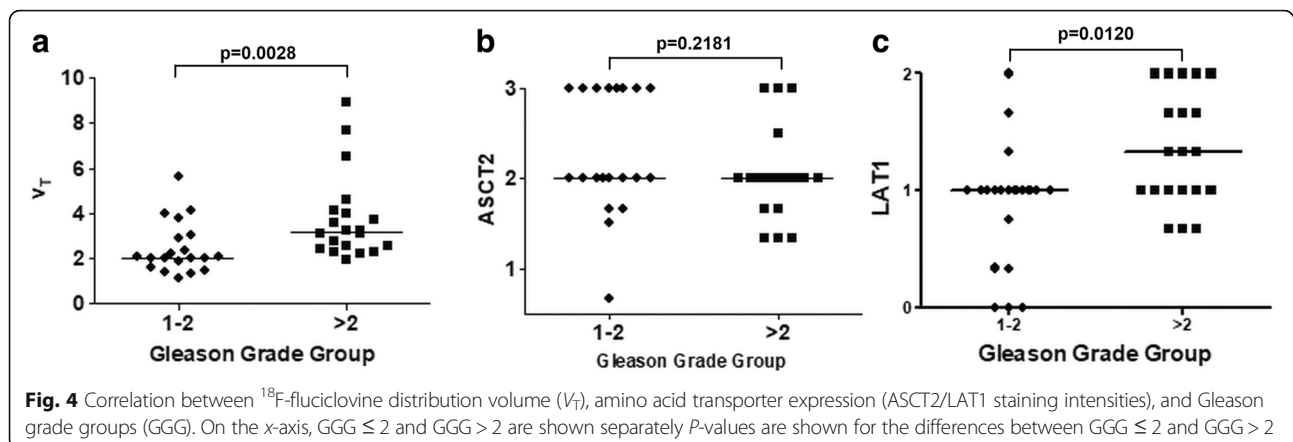 a
p=0.0028
10
8
6
4
2
0
VT
1-2
>2
Gleason Grade Group
b
p=0.2181
3
2
1
ASCT2
1-2
>2
Gleason Grade Group
c
p=0.0120
2
1
0
LAT1
1-2
>2
Gleason Grade Group
Fig. 4 Correlation between 18F-fluciclovine distribution volume (VT), amino acid transporter expression (ASCT2/LAT1 staining intensities), and Gleason
grade groups (GGG). On the x-axis, GGG ≤ 2 and GGG > 2 are shown separately P-values are shown for the differences between GGG ≤ 2 and GGG > 2